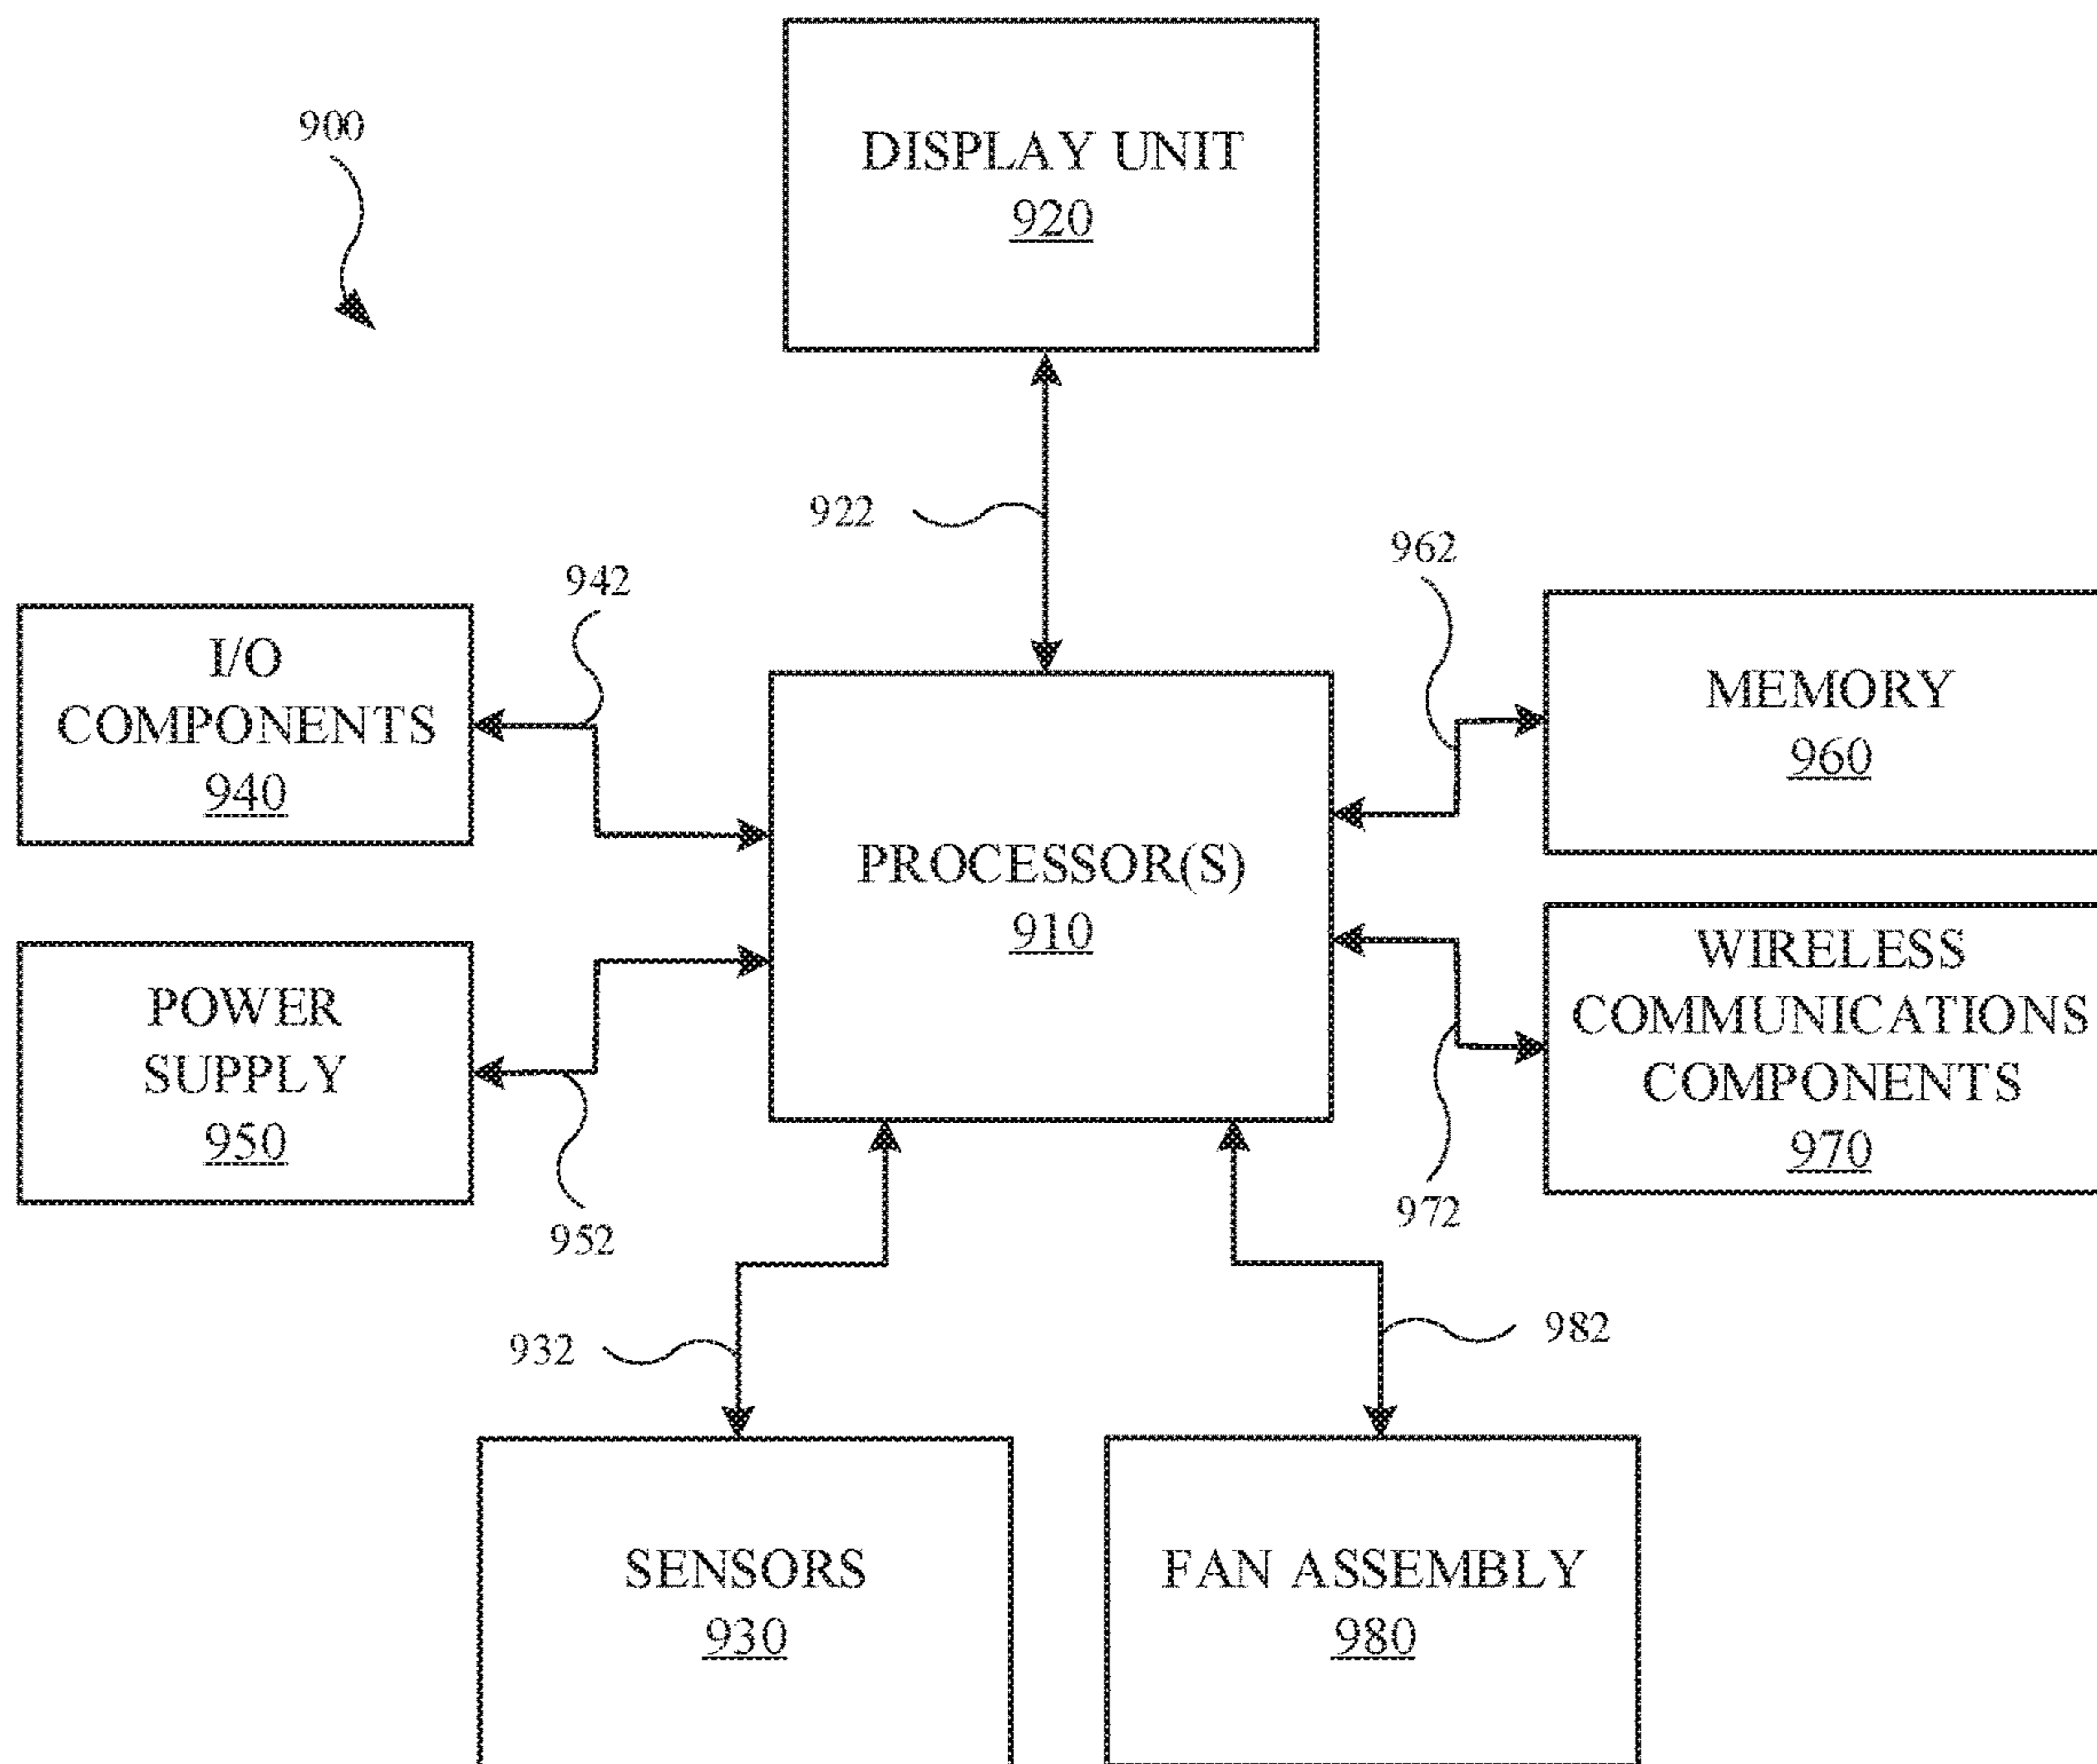 900
DISPLAY UNIT
920
922
942
962
I/O
COMPONENTS
940
MEMORY
960
PROCESSOR(S)
910
POWER
SUPPLY
950
WIRELESS
COMMUNICATIONS
COMPONENTS
970
952
972
932
982
SENSORS
930
FAN ASSEMBLY
980